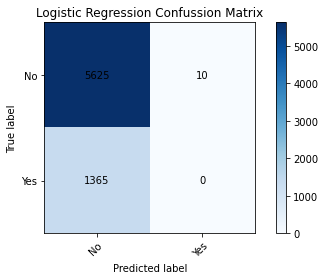 Logistic Regression Confussion Matrix
No
5625
10
Yes
1365
0
True label
No
Yes
Predicted label
5000
4000
3000
2000
1000
0